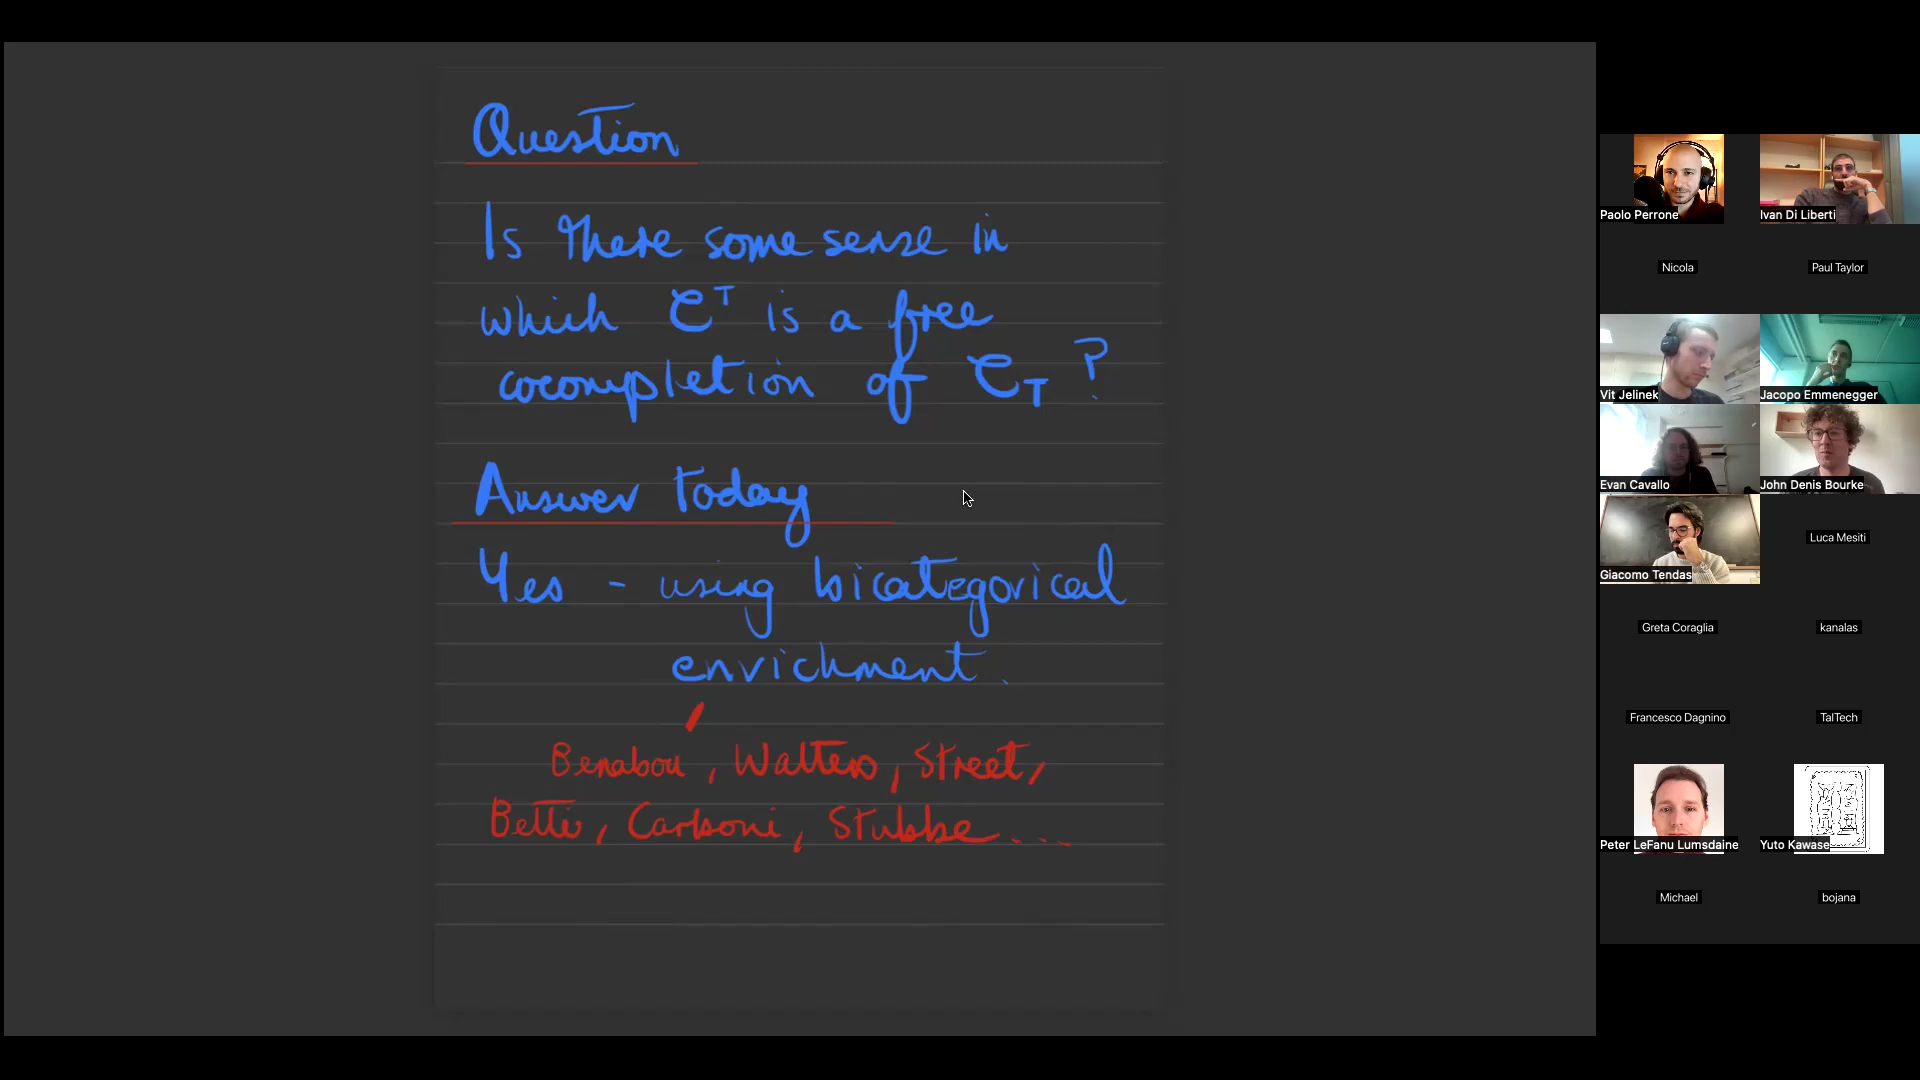 Question
Is there some sense in
which C^T is a free
cocompletion of C_T ?
Answer today
Yes - using bicategorical
enrichment.
Benabou, Walters, Street,
Betti, Carboni, Stubbe ...
Paolo Perrone
Ivan Di Liberti
Nicola
Paul Taylor
Vit Jelinek
Jacopo Emmenegger
Evan Cavallo
John Denis Bourke
Giacomo Tendas
Luca Mesiti
Greta Coraglia
kanalas
Francesco Dagnino
TalTech
Peter LeFanu Lumsdaine
Yuto Kawase
Michael
bojana